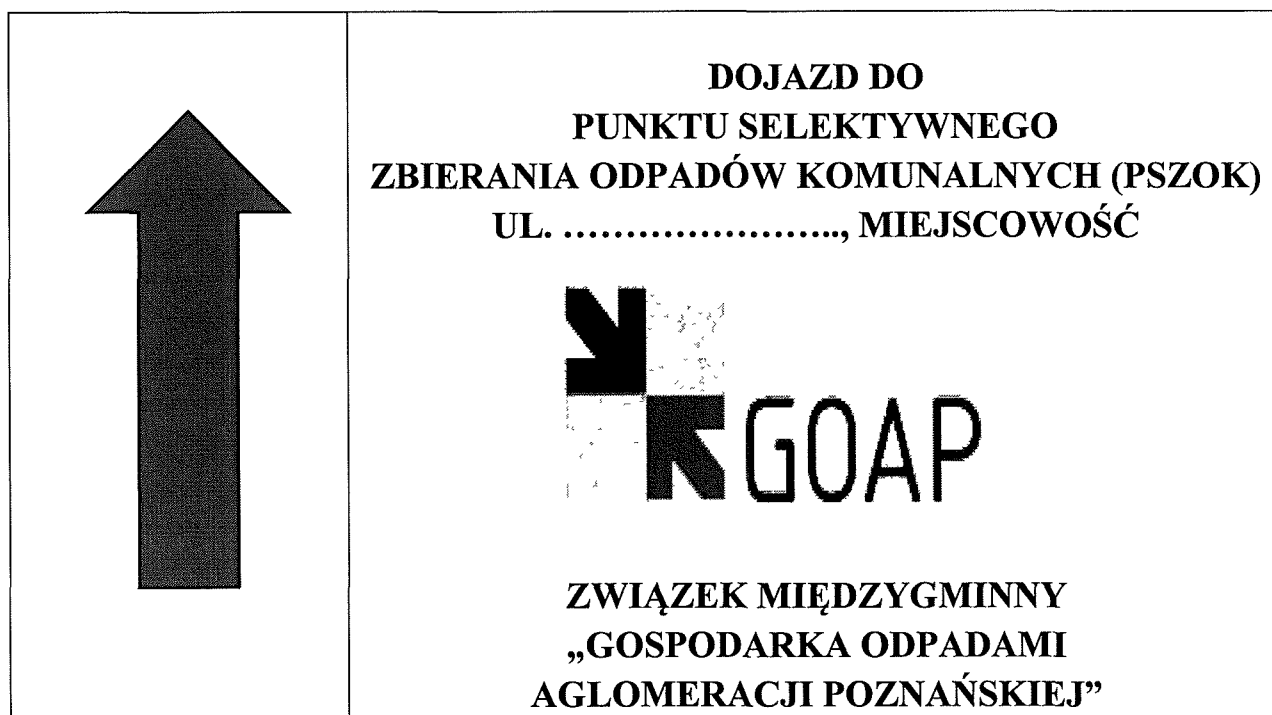 DOJAZD DO
PUNKTU SELEKTYWNEGO
ZBIERANIA ODPADÓW KOMUNALNYCH (PSZOK)
UL. ………………….., MIEJSCOWOŚĆ
GOAP
ZWIĄZEK MIĘDZYGMINNY
„GOSPODARKA ODPADAMI
AGLOMERACJI POZNAŃSKIEJ”